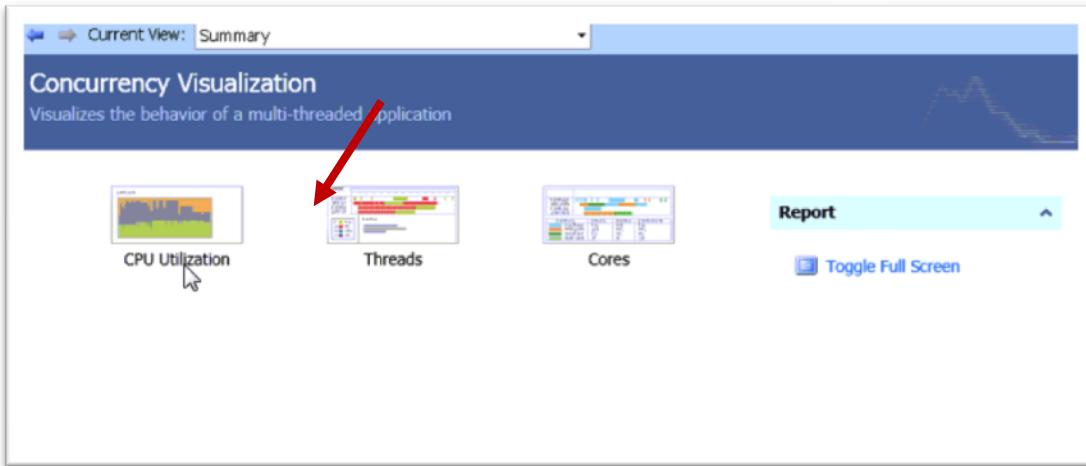 Current View: Summary
Concurrency Visualization
Visualizes the behavior of a multi-threaded application
CPU Utilization
Threads
Cores
Report
Toggle Full Screen